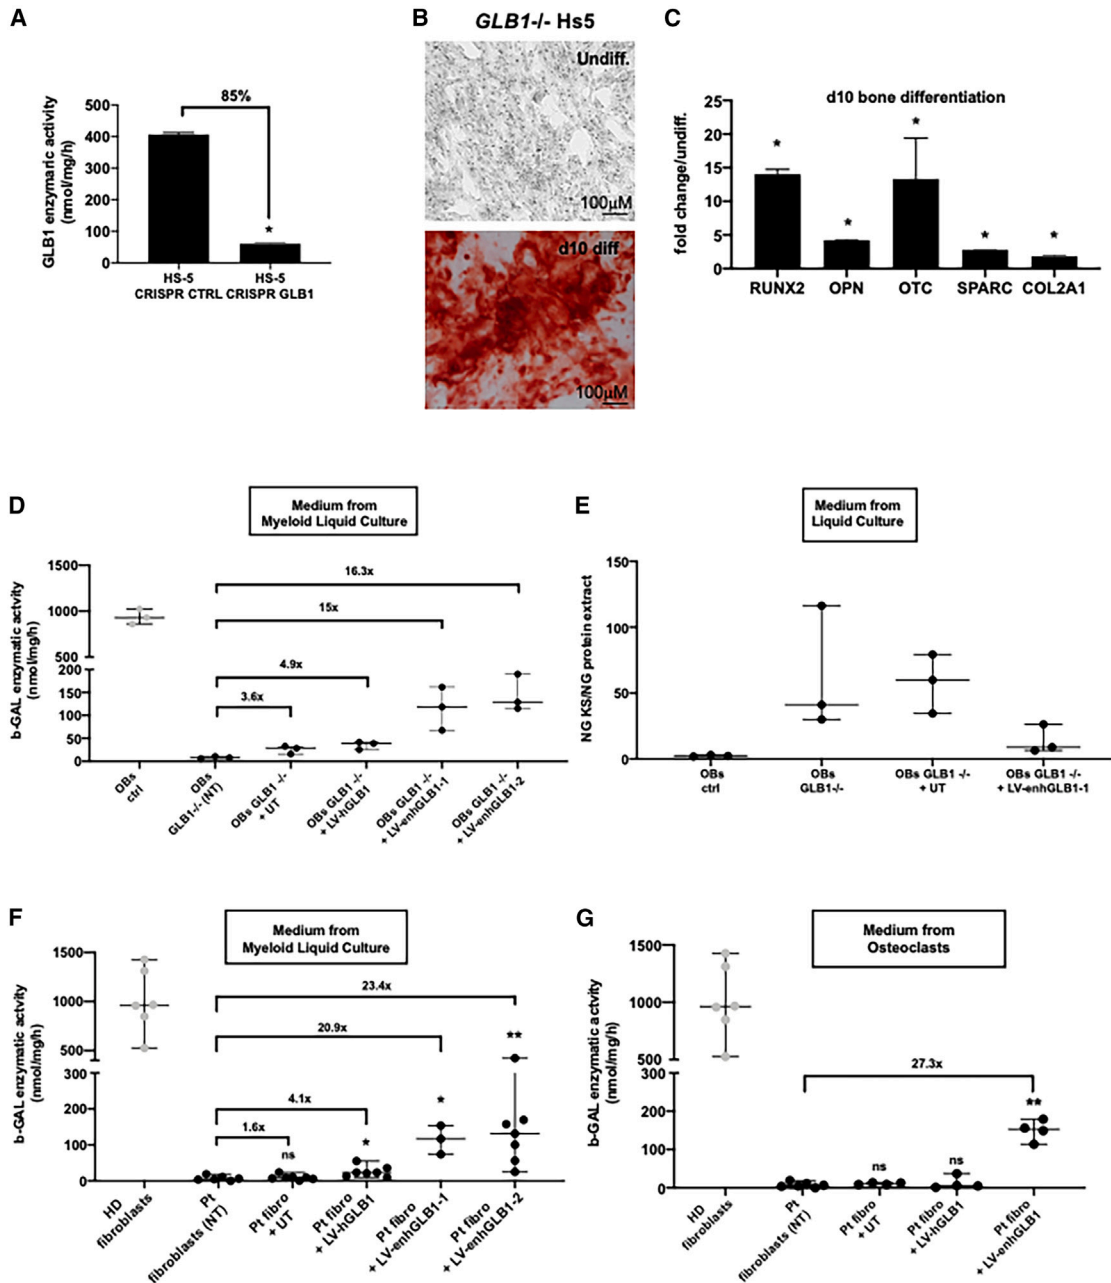 A
GLB1 enzymaric activity
(nmol/mg/h)
500
400
300
200
100
0
85%
*
HS-5
CRISPR CTRL
HS-5
CRISPR GLB1
B
GLB1-/- Hs5
Undiff.
100µM
d10 diff
100µM
C
d10 bone differentiation
fold change/undiff.
25
20
15
10
5
0
*
*
*
*
*
RUNX2
OPN
OTC
SPARC
COL2A1
D
Medium from
Myeloid Liquid Culture
b-GAL enzymatic actvity
(nmol/mg/h)
1500
1000
500
200
150
100
50
0
16.3x
15x
4.9x
3.6x
OBs
ctrl
OBs
GLB1-/- (NT)
OBs GLB1 -/-
+ UT
OBs GLB1 -/-
+ LV-hGLB1
OBs GLB1 -/-
+ LV-enhGLB1-1
OBs GLB1 -/-
+ LV-enhGLB1-2
E
Medium from
Liquid Culture
NG KS/NG protein extract
150
100
50
0
OBs
ctrl
OBs
GLB1-/-
OBs GLB1 -/-
+ UT
OBs GLB1 -/-
+ LV-enhGLB1-1
F
Medium from
Myeloid Liquid Culture
b-GAL enzymatic actvity
(nmol/mg/h)
1500
1000
500
300
200
100
0
23.4x
20.9x
4.1x
1.6x
ns
*
*
**
HD
fibroblasts
Pt
fibroblasts (NT)
Pt fibro
+ UT
Pt fibro
+ LV-hGLB1
Pt fibro
+ LV-enhGLB1-1
Pt fibro
+ LV-enhGLB1-2
G
Medium from
Osteoclasts
b-GAL enzymatic actvity
(nmol/mg/h)
1500
1000
500
300
200
100
0
27.3x
ns
ns
**
HD
fibroblasts
Pt
fibroblasts (NT)
Pt fibro
+ UT
Pt fibro
+ LV-hGLB1
Pt fibro
+ LV-enhGLB1